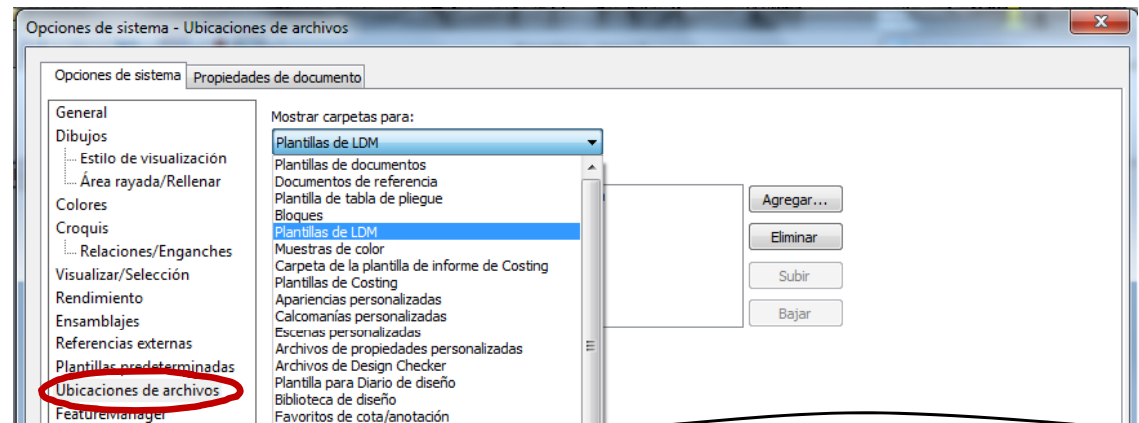 Opciones de sistema - Ubicaciones de archivos
Opciones de sistema Propiedades de documento
General
Dibujos
Estilo de visualización
Área rayada/Rellenar
Colores
Croquis
Relaciones/Enganches
Visualizar/Selección
Rendimiento
Ensamblajes
Referencias externas
Plantillas predeterminadas
Ubicaciones de archivos
FeatureManager
Mostrar carpetas para:
Plantillas de LDM
Plantillas de documentos
Documentos de referencia
Plantilla de tabla de pliegue
Bloques
Plantillas de LDM
Muestras de color
Carpeta de la plantilla de informe de Costing
Plantillas de Costing
Apariencias personalizadas
Calcomanías personalizadas
Escenas personalizadas
Archivos de propiedades personalizadas
Archivos de Design Checker
Plantilla para Diario de diseño
Biblioteca de diseño
Favoritos de cota/anotación
Agregar...
Eliminar
Subir
Bajar